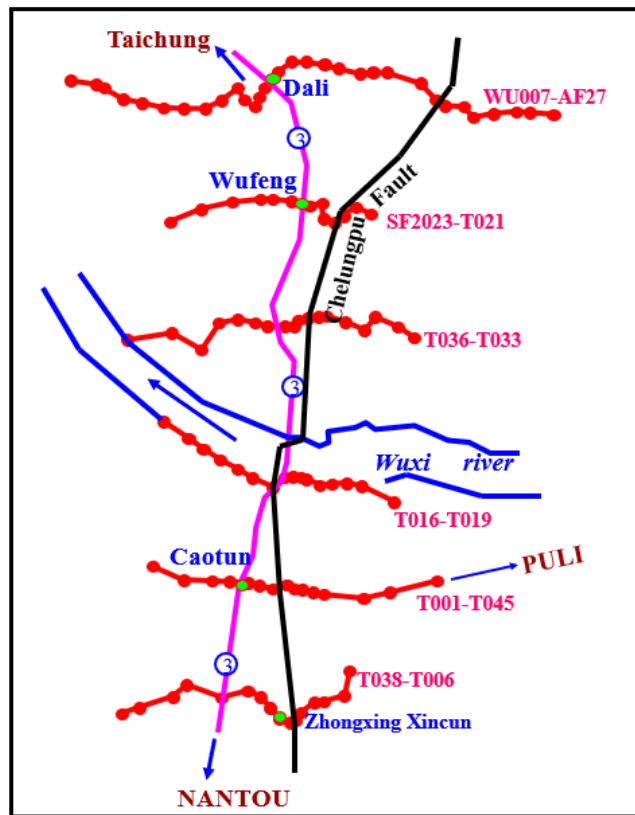 Taichung
Dali
WU007-AF27
3
Wufeng
Chelungpu Fault
SF2023-T021
T036-T033
3
Wuxi river
T016-T019
Caotun
PULI
T001-T045
3
T038-T006
Zhongxing Xincun
NANTOU